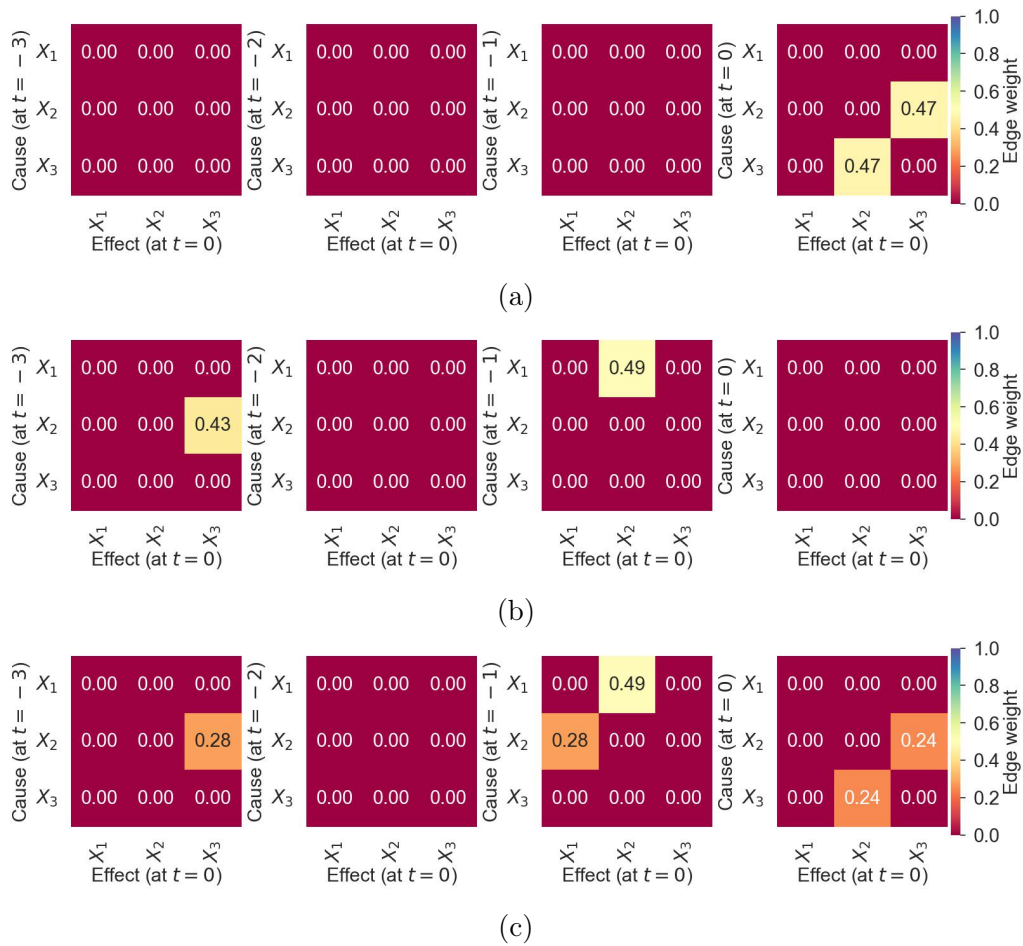 Cause (at t = −3)
X₁ 0.00 0.00 0.00
X₂ 0.00 0.00 0.00
X₃ 0.00 0.00 0.00
X₁ X₂ X₃
Effect (at t = 0)
Cause (at t = −2)
X₁ 0.00 0.00 0.00
X₂ 0.00 0.00 0.00
X₃ 0.00 0.00 0.00
X₁ X₂ X₃
Effect (at t = 0)
Cause (at t = −1)
X₁ 0.00 0.00 0.00
X₂ 0.00 0.00 0.00
X₃ 0.00 0.00 0.00
X₁ X₂ X₃
Effect (at t = 0)
Cause (at t = 0)
X₁ 0.00 0.00 0.00
X₂ 0.00 0.00 0.47
X₃ 0.00 0.47 0.00
X₁ X₂ X₃
Effect (at t = 0)
1.0
0.8
0.6
0.4
0.2
0.0
Edge weight
(a)
Cause (at t = −3)
X₁ 0.00 0.00 0.00
X₂ 0.00 0.00 0.43
X₃ 0.00 0.00 0.00
X₁ X₂ X₃
Effect (at t = 0)
Cause (at t = −2)
X₁ 0.00 0.00 0.00
X₂ 0.00 0.00 0.00
X₃ 0.00 0.00 0.00
X₁ X₂ X₃
Effect (at t = 0)
Cause (at t = −1)
X₁ 0.00 0.49 0.00
X₂ 0.00 0.00 0.00
X₃ 0.00 0.00 0.00
X₁ X₂ X₃
Effect (at t = 0)
Cause (at t = 0)
X₁ 0.00 0.00 0.00
X₂ 0.00 0.00 0.00
X₃ 0.00 0.00 0.00
X₁ X₂ X₃
Effect (at t = 0)
1.0
0.8
0.6
0.4
0.2
0.0
Edge weight
(b)
Cause (at t = −3)
X₁ 0.00 0.00 0.00
X₂ 0.00 0.00 0.28
X₃ 0.00 0.00 0.00
X₁ X₂ X₃
Effect (at t = 0)
Cause (at t = −2)
X₁ 0.00 0.00 0.00
X₂ 0.00 0.00 0.00
X₃ 0.00 0.00 0.00
X₁ X₂ X₃
Effect (at t = 0)
Cause (at t = −1)
X₁ 0.00 0.49 0.00
X₂ 0.28 0.00 0.00
X₃ 0.00 0.00 0.00
X₁ X₂ X₃
Effect (at t = 0)
Cause (at t = 0)
X₁ 0.00 0.00 0.00
X₂ 0.00 0.00 0.24
X₃ 0.00 0.24 0.00
X₁ X₂ X₃
Effect (at t = 0)
1.0
0.8
0.6
0.4
0.2
0.0
Edge weight
(c)